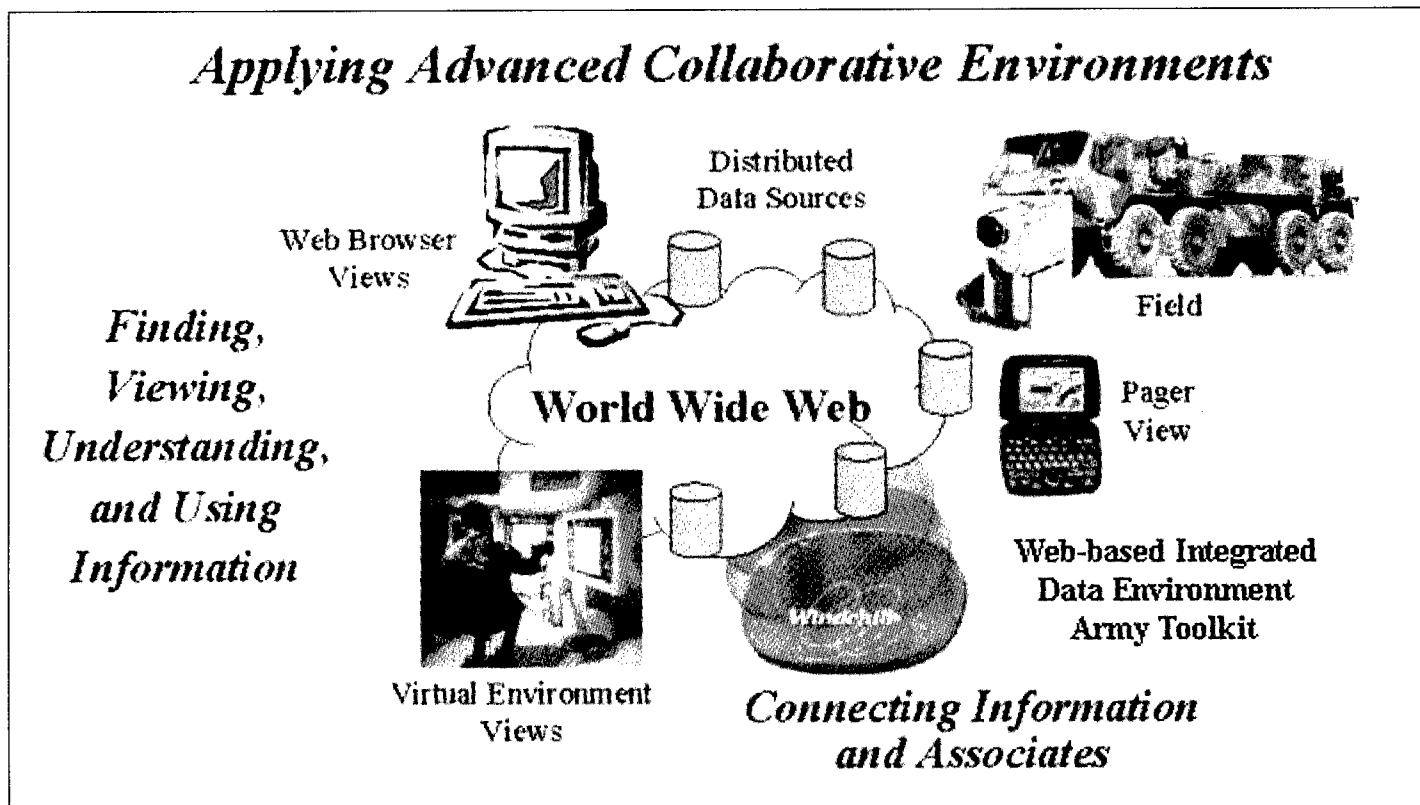 Applying Advanced Collaborative Environments
Distributed
Data Sources
Web Browser
Views
Field
Finding,
Viewing,
Understanding,
and Using
Information
World Wide Web
Pager
View
Windchill
Web-based Integrated
Data Environment
Army Toolkit
Virtual Environment
Views
Connecting Information
and Associates